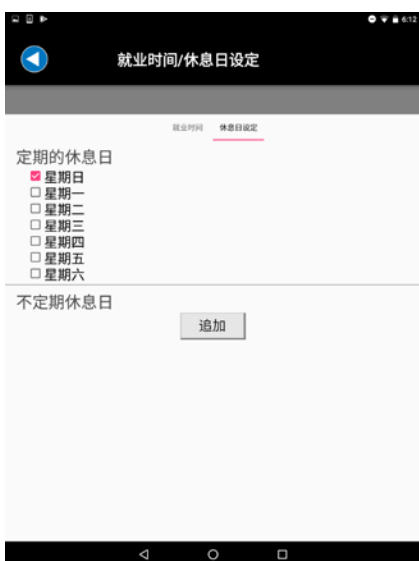 6:12
就业时间/休息日设定
就业时间 休息日设定
定期的休息日
星期日
星期一
星期二
星期三
星期四
星期五
星期六
不定期休息日
追加